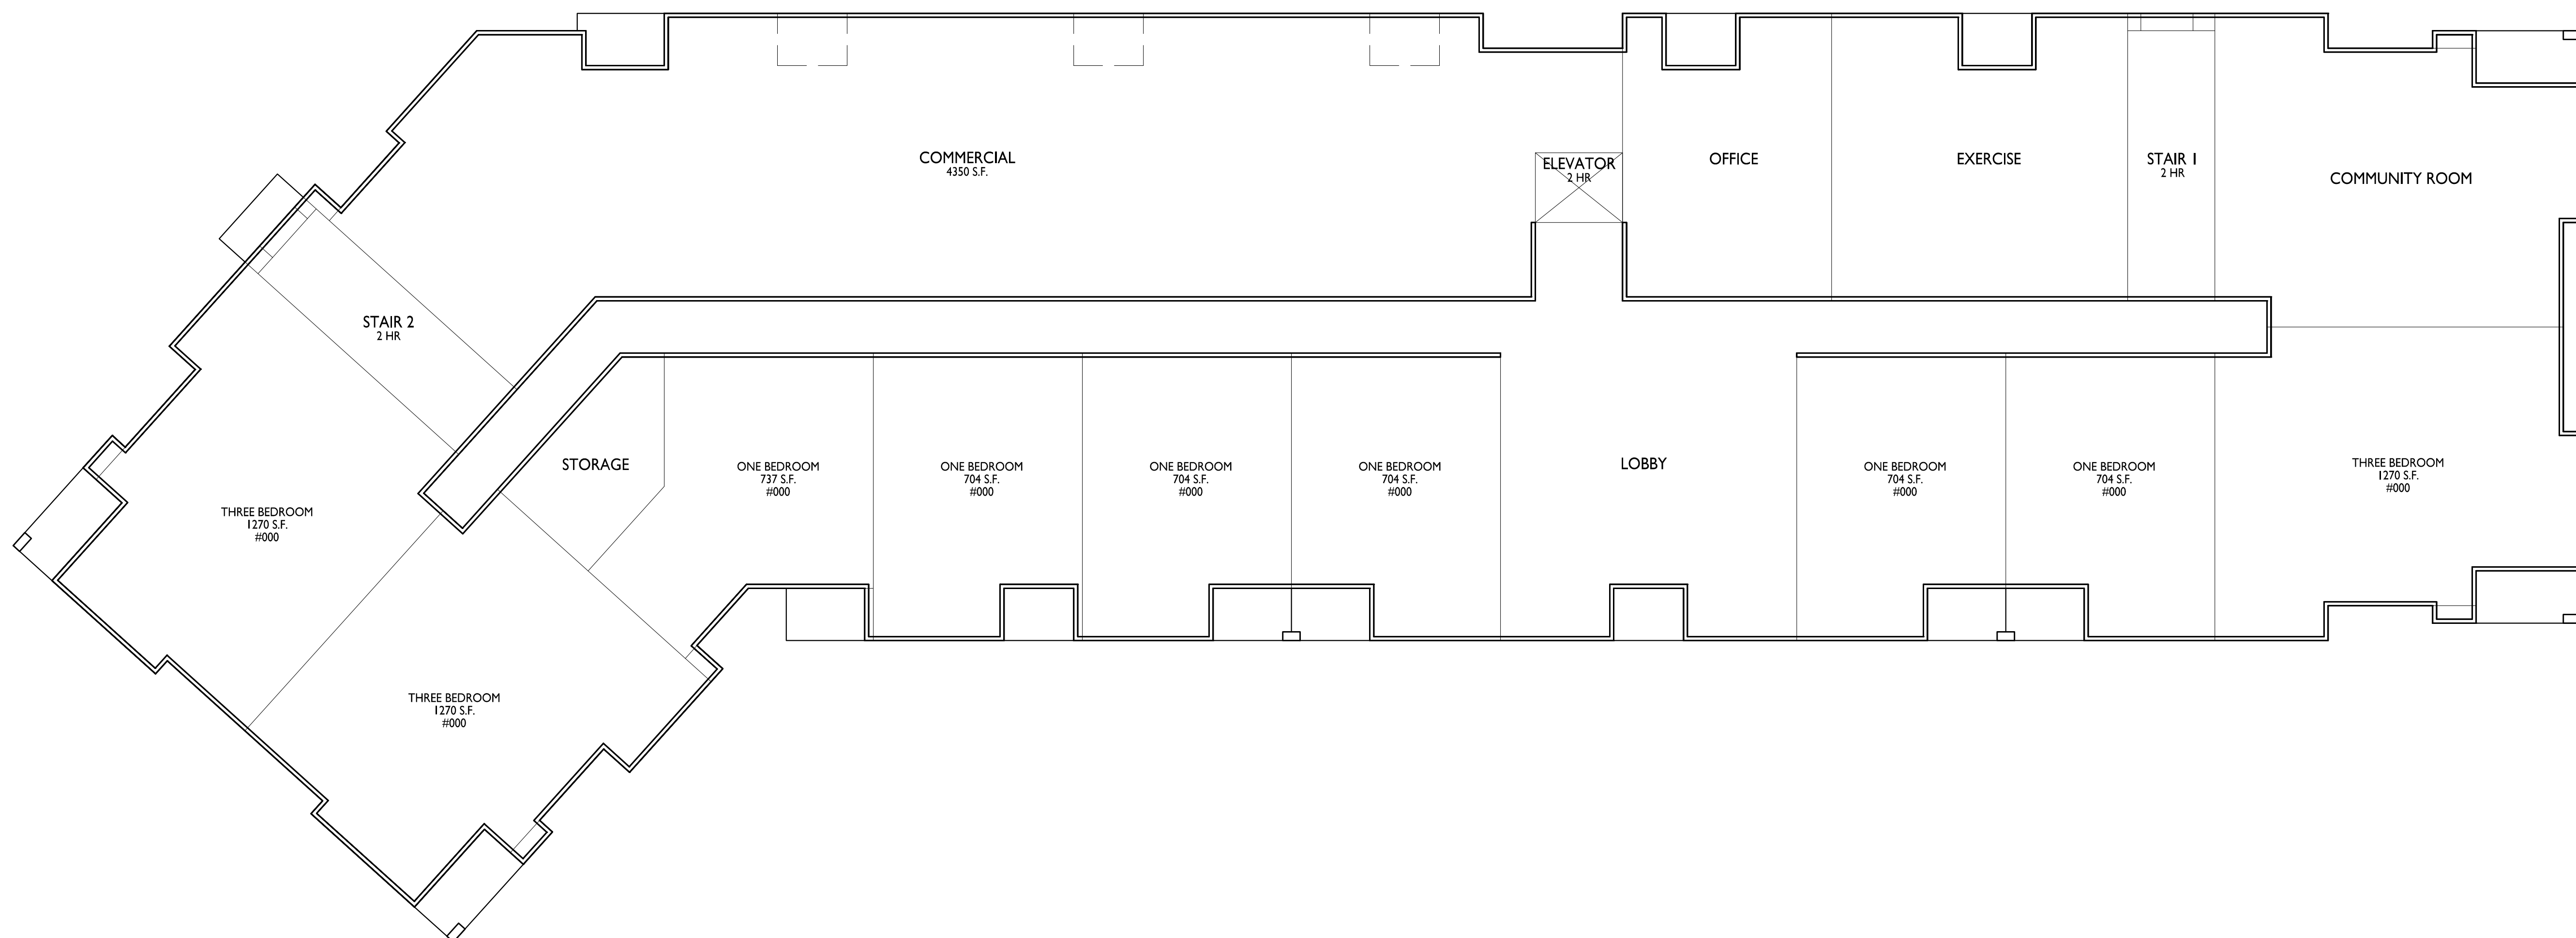 COMMERCIAL
4350 S.F.
ELEVATOR
2 HR
OFFICE
EXERCISE
STAIR 1
2 HR
COMMUNITY ROOM
STAIR 2
2 HR
STORAGE
ONE BEDROOM
737 S.F.
#000
ONE BEDROOM
704 S.F.
#000
ONE BEDROOM
704 S.F.
#000
ONE BEDROOM
704 S.F.
#000
LOBBY
ONE BEDROOM
704 S.F.
#000
ONE BEDROOM
704 S.F.
#000
THREE BEDROOM
1270 S.F.
#000
THREE BEDROOM
1270 S.F.
#000
THREE BEDROOM
1270 S.F.
#000